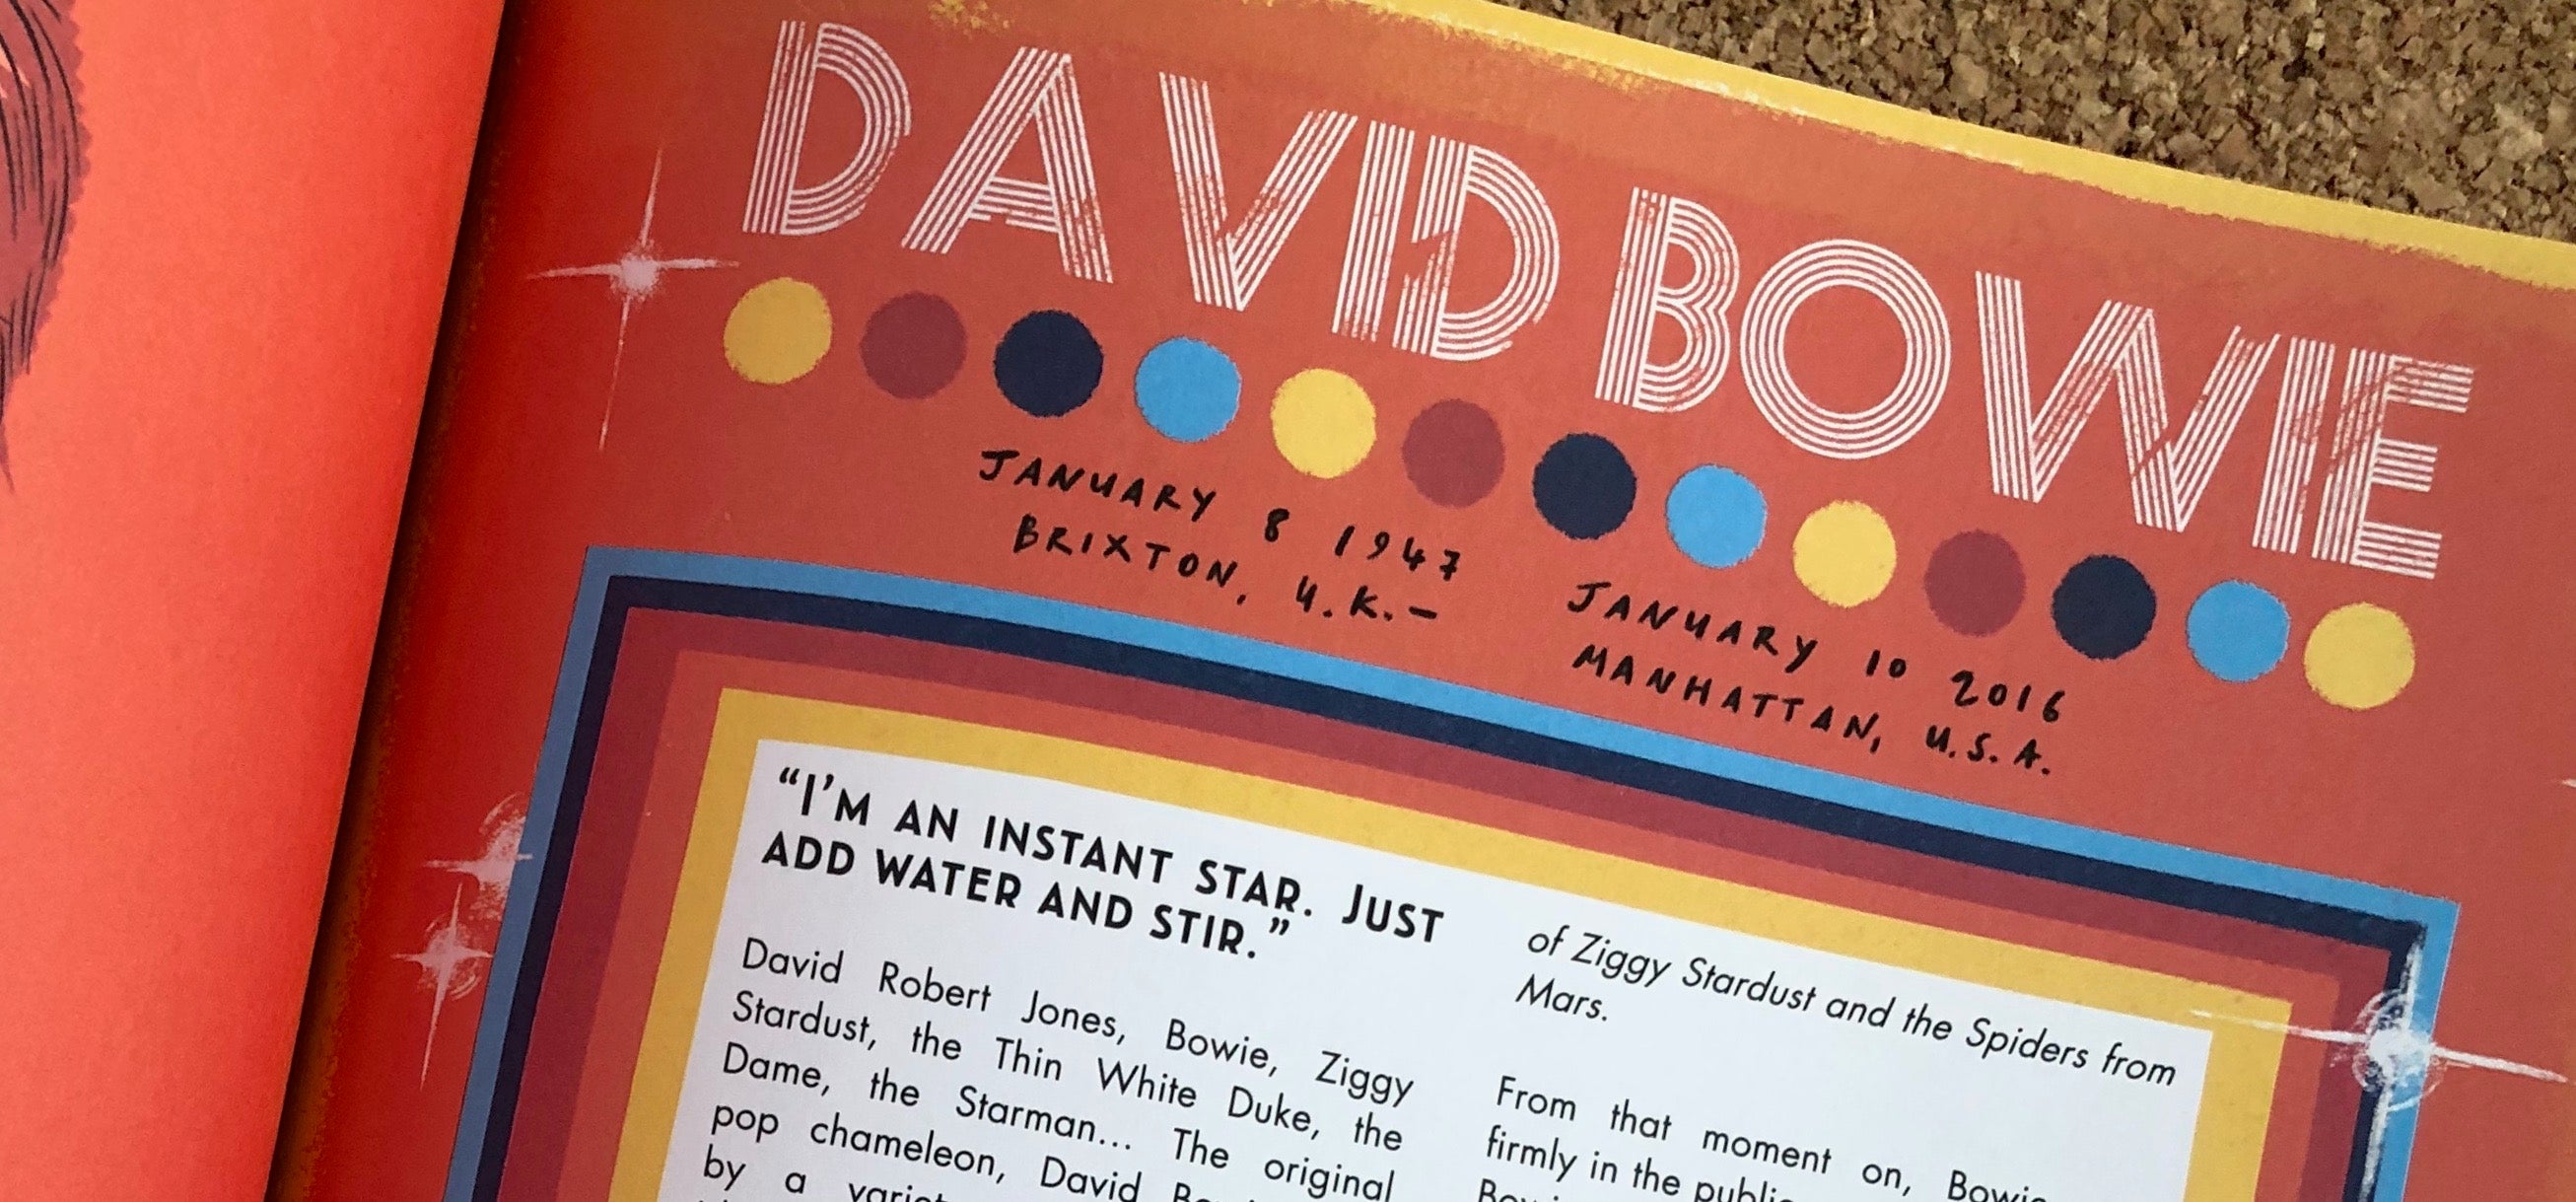 DAVID BOWIE
JANUARY 8 1947
BRIXTON, U.K.-
JANUARY 10 2016
MANHATTAN, U.S.A.
"I'M AN INSTANT STAR. JUST
ADD WATER AND STIR."
David Robert Jones, Bowie, Ziggy
Stardust, the Thin White Duke, the
Dame, the Starman... The original
pop chameleon, David
by a
of Ziggy Stardust and the Spiders from
Mars.
From that moment on, Bowie
firmly in the